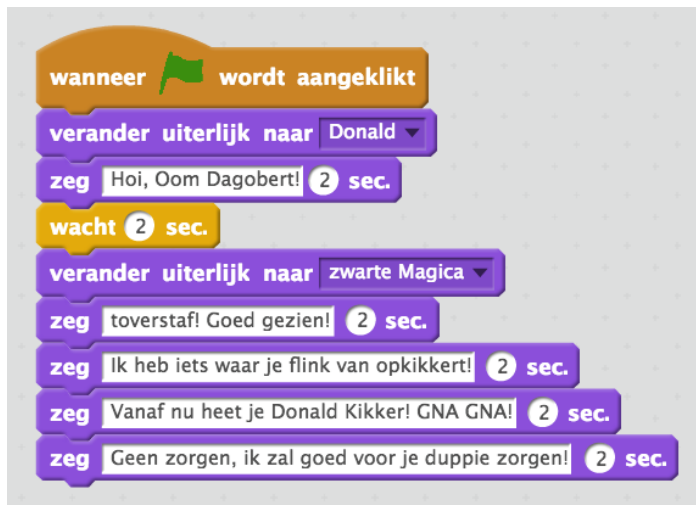 wanneer wordt aangeklikt
verander uiterlijk naar Donald
zeg Hoi, Oom Dagobert! 2 sec.
wacht 2 sec.
verander uiterlijk naar zwarte Magica
zeg toverstaf! Goed gezien! 2 sec.
zeg Ik heb iets waar je flink van opkikkert! 2 sec.
zeg Vanaf nu heet je Donald Kikker! GNA GNA! 2 sec.
zeg Geen zorgen, ik zal goed voor je duppie zorgen! 2 sec.